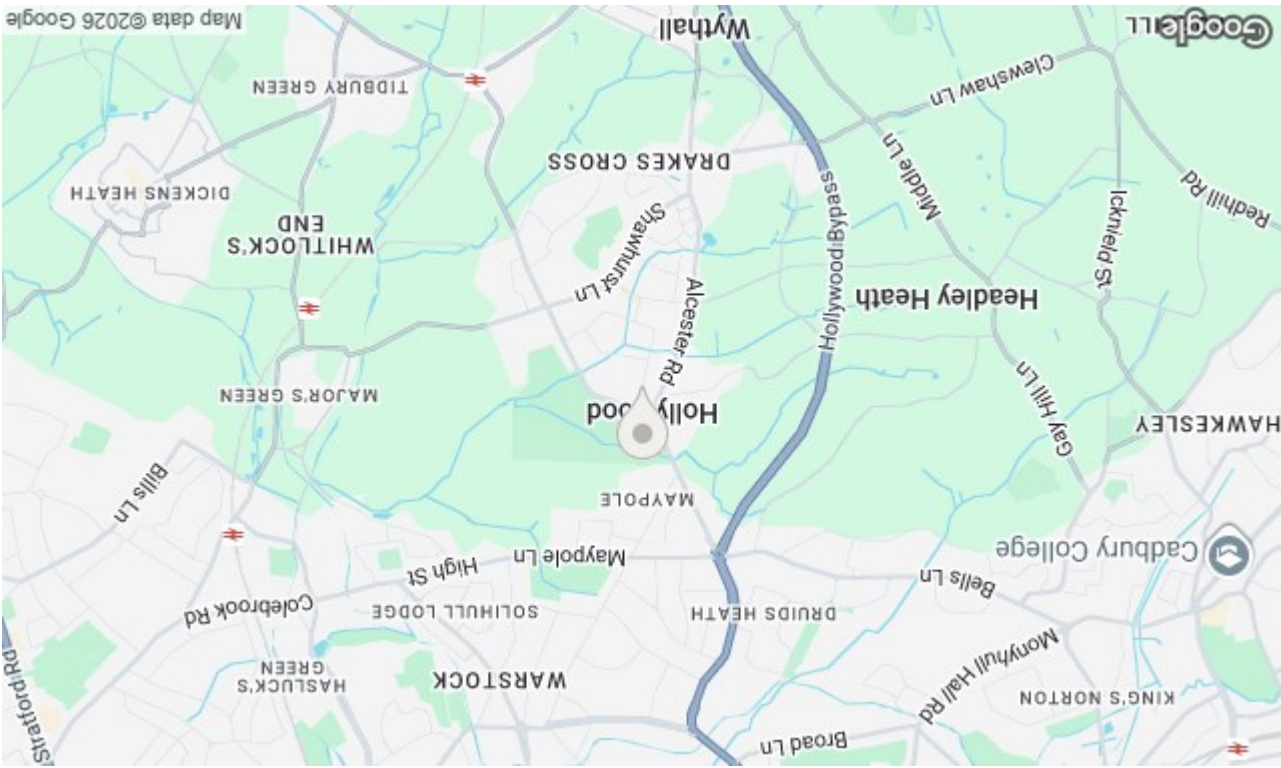 Broad Ln
KING'S NORTON
Monyhull Hall Rd
WARSTOCK
HASLUCK'S
GREEN
Stratford Rd
DRUIDS HEATH
SOLIHULL LODGE
Colebrook Rd
Bells Ln
Cadbury College
Maypole Ln
High St
MAYPOLE
Bills Ln
HAWKESLEY
Gay Hill Ln
Hollywood
MAJOR'S GREEN
Alcester Rd
Headley Heath
Hollywood Bypass
Shawhurst Ln
Icknield St
WHITLOCK'S
END
Redhill Rd
Middle Ln
DICKENS HEATH
DRAKES CROSS
Clewshaw Ln
TIDBURY GREEN
Wythall
Google
Map data ©2026 Google